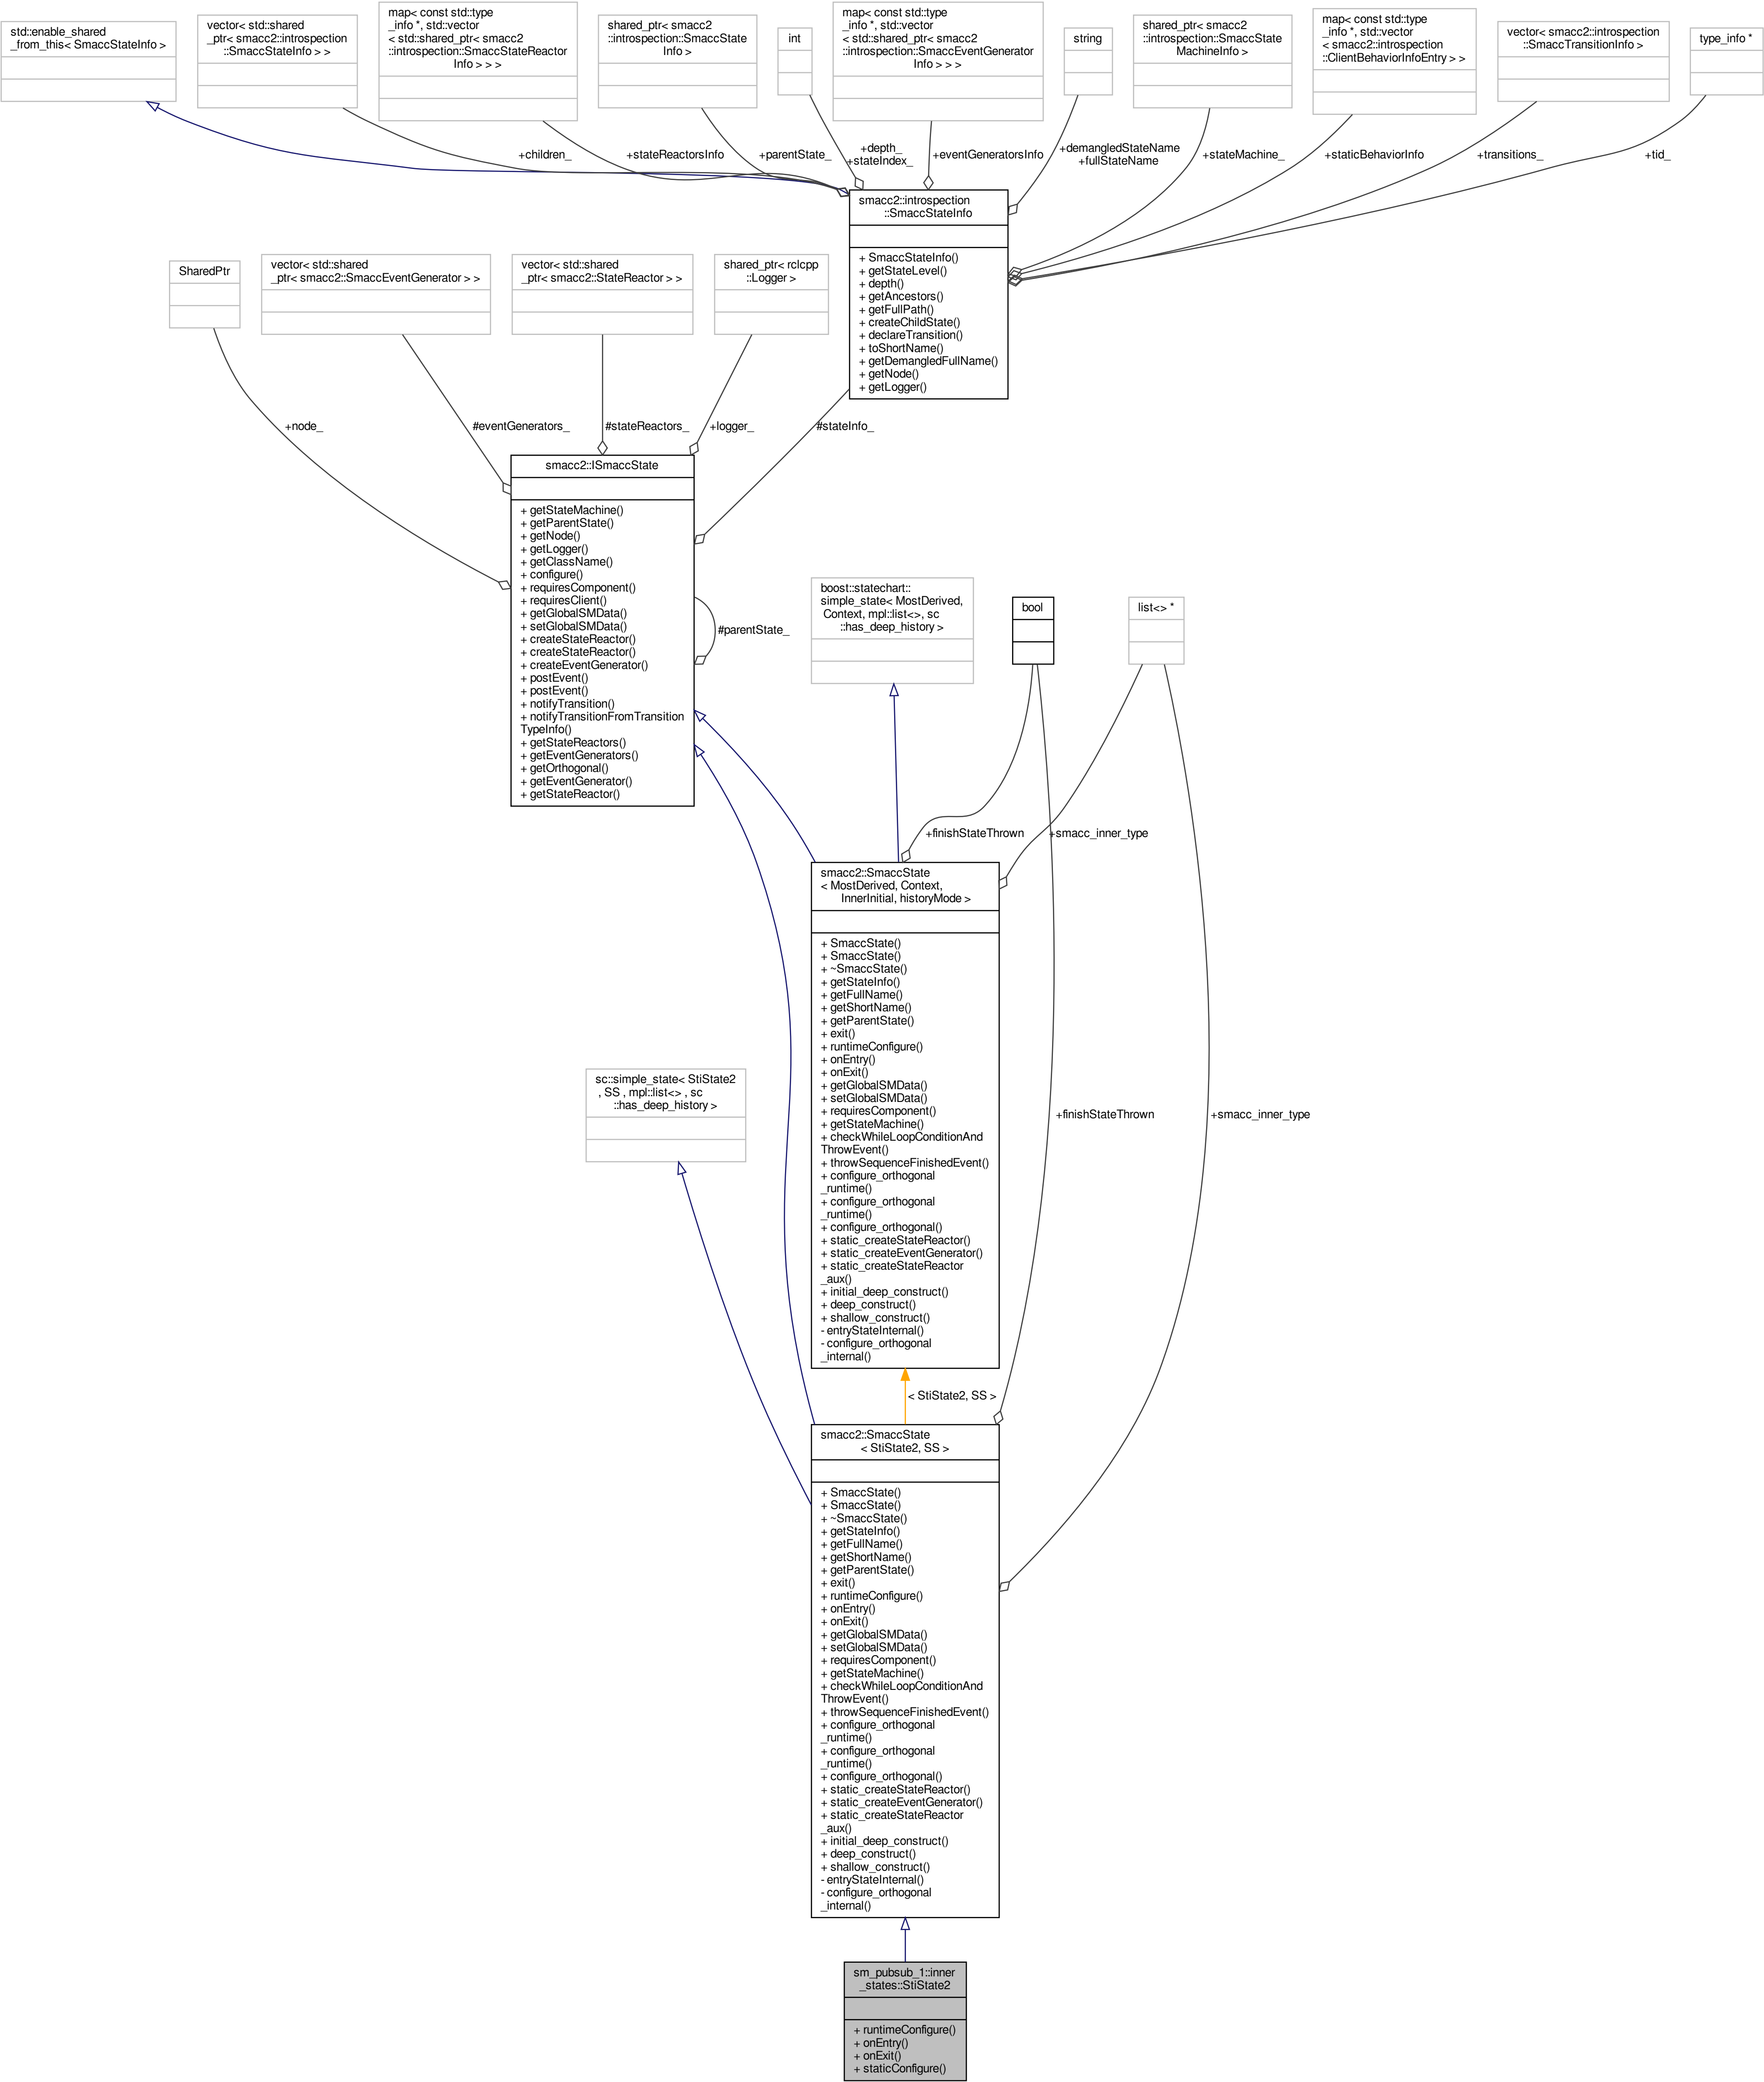 std::enable_shared
_from_this< SmaccStateInfo >
vector< std::shared
_ptr< smacc2::introspection
::SmaccStateInfo > >
map< const std::type
_info *, std::vector
< std::shared_ptr< smacc2
::introspection::SmaccStateReactor
Info > > >
shared_ptr< smacc2
::introspection::SmaccState
Info >
int
map< const std::type
_info *, std::vector
< std::shared_ptr< smacc2
::introspection::SmaccEventGenerator
Info > > >
string
shared_ptr< smacc2
::introspection::SmaccState
MachineInfo >
map< const std::type
_info *, std::vector
< smacc2::introspection
::ClientBehaviorInfoEntry > >
vector< smacc2::introspection
::SmaccTransitionInfo >
type_info *
+children_
+stateReactorsInfo
+parentState_
+depth_
+stateIndex_
+eventGeneratorsInfo
+demangledStateName
+fullStateName
+stateMachine_
+staticBehaviorInfo
+transitions_
+tid_
smacc2::introspection
::SmaccStateInfo
+ SmaccStateInfo()
+ getStateLevel()
+ depth()
+ getAncestors()
+ getFullPath()
+ createChildState()
+ declareTransition()
+ toShortName()
+ getDemangledFullName()
+ getNode()
+ getLogger()
SharedPtr
vector< std::shared
_ptr< smacc2::SmaccEventGenerator > >
vector< std::shared
_ptr< smacc2::StateReactor > >
shared_ptr< rclcpp
::Logger >
+node_
#eventGenerators_
#stateReactors_
+logger_
#stateInfo_
smacc2::ISmaccState
+ getStateMachine()
+ getParentState()
+ getNode()
+ getLogger()
+ getClassName()
+ configure()
+ requiresComponent()
+ requiresClient()
+ getGlobalSMData()
+ setGlobalSMData()
+ createStateReactor()
+ createStateReactor()
+ createEventGenerator()
+ postEvent()
+ postEvent()
+ notifyTransition()
+ notifyTransitionFromTransition
TypeInfo()
+ getStateReactors()
+ getEventGenerators()
+ getOrthogonal()
+ getEventGenerator()
+ getStateReactor()
#parentState_
boost::statechart::
simple_state< MostDerived,
Context, mpl::list<>, sc
::has_deep_history >
bool
list<> *
+finishStateThrown
+smacc_inner_type
smacc2::SmaccState
< MostDerived, Context,
InnerInitial, historyMode >
+ SmaccState()
+ SmaccState()
+ ~SmaccState()
+ getStateInfo()
+ getFullName()
+ getShortName()
+ getParentState()
+ exit()
+ runtimeConfigure()
+ onEntry()
+ onExit()
+ getGlobalSMData()
+ setGlobalSMData()
+ requiresComponent()
+ getStateMachine()
+ checkWhileLoopConditionAnd
ThrowEvent()
+ throwSequenceFinishedEvent()
+ configure_orthogonal
_runtime()
+ configure_orthogonal
_runtime()
+ configure_orthogonal()
+ static_createStateReactor()
+ static_createEventGenerator()
+ static_createStateReactor
_aux()
+ initial_deep_construct()
+ deep_construct()
+ shallow_construct()
- entryStateInternal()
- configure_orthogonal
_internal()
sc::simple_state< StiState2
, SS , mpl::list<> , sc
::has_deep_history >
+finishStateThrown
+smacc_inner_type
< StiState2, SS >
smacc2::SmaccState
< StiState2, SS >
+ SmaccState()
+ SmaccState()
+ ~SmaccState()
+ getStateInfo()
+ getFullName()
+ getShortName()
+ getParentState()
+ exit()
+ runtimeConfigure()
+ onEntry()
+ onExit()
+ getGlobalSMData()
+ setGlobalSMData()
+ requiresComponent()
+ getStateMachine()
+ checkWhileLoopConditionAnd
ThrowEvent()
+ throwSequenceFinishedEvent()
+ configure_orthogonal
_runtime()
+ configure_orthogonal
_runtime()
+ configure_orthogonal()
+ static_createStateReactor()
+ static_createEventGenerator()
+ static_createStateReactor
_aux()
+ initial_deep_construct()
+ deep_construct()
+ shallow_construct()
- entryStateInternal()
- configure_orthogonal
_internal()
sm_pubsub_1::inner
_states::StiState2
+ runtimeConfigure()
+ onEntry()
+ onExit()
+ staticConfigure()